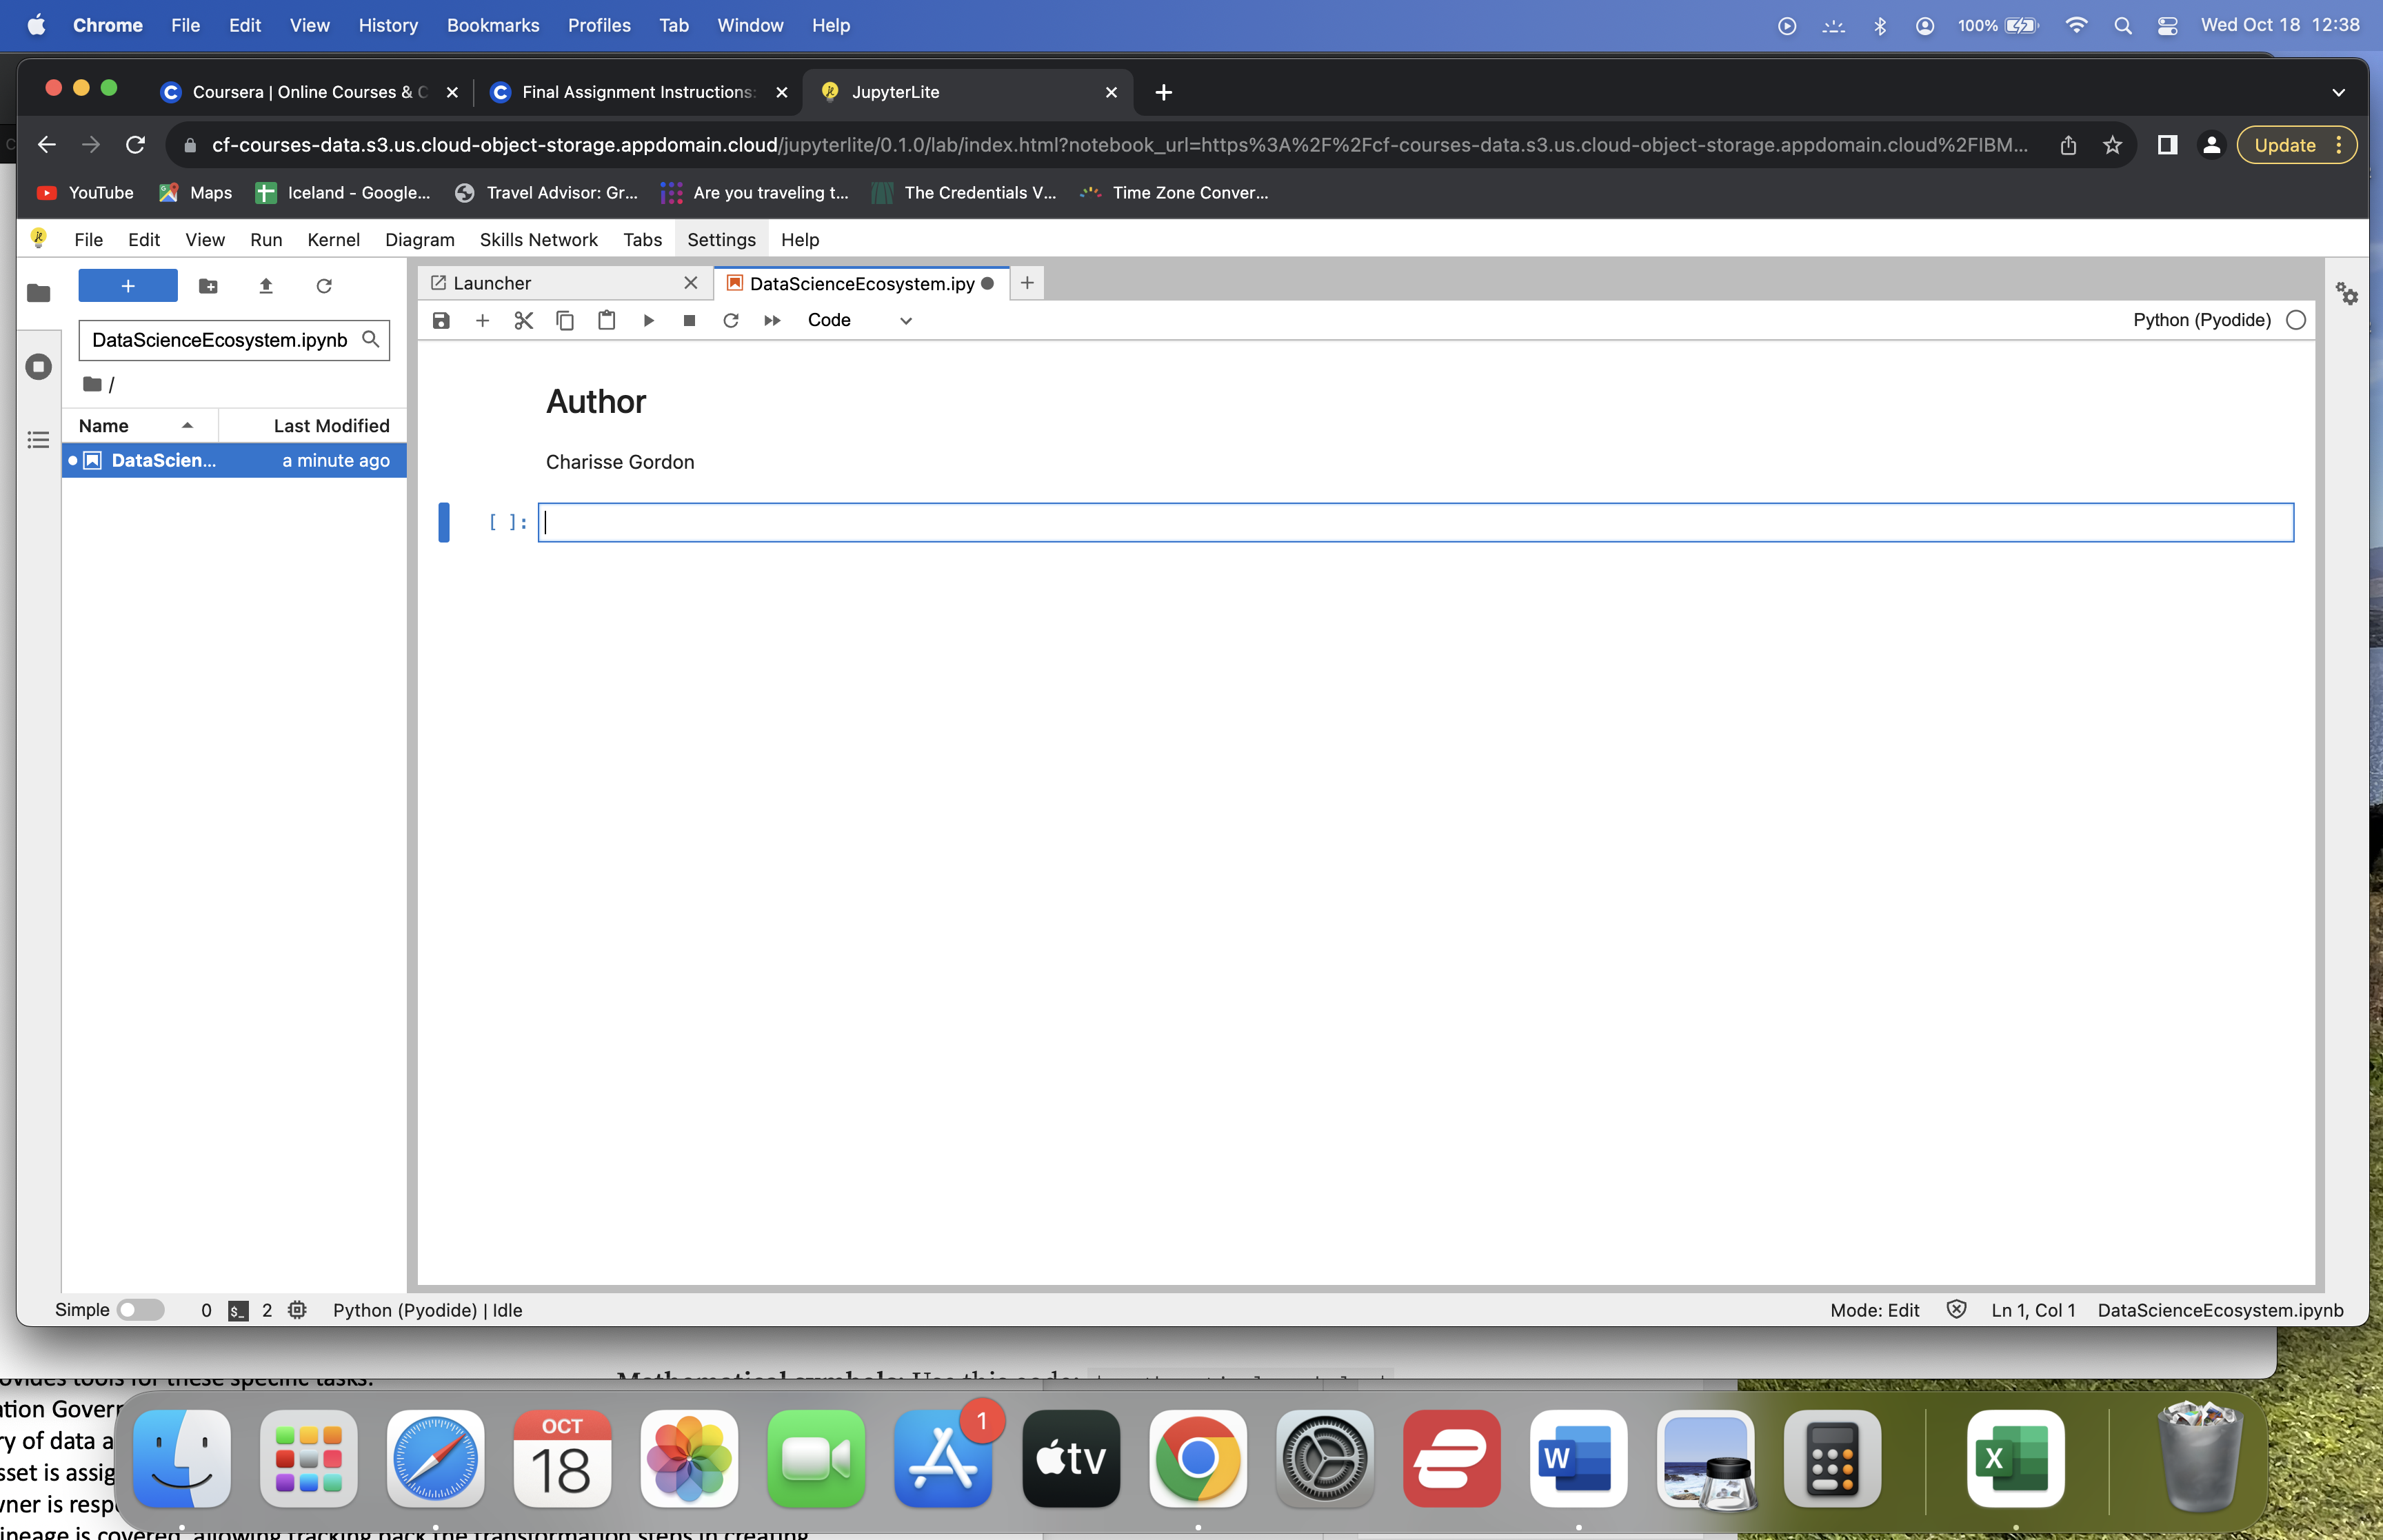 Chrome File Edit View History Bookmarks Profiles Tab Window Help 100% Wed Oct 18 12:38
Coursera | Online Courses & C Final Assignment Instructions: JupyterLite
cf-courses-data.s3.us.cloud-object-storage.appdomain.cloud/jupyterlite/0.1.0/lab/index.html?notebook_url=https%3A%2F%2Fcf-courses-data.s3.us.cloud-object-storage.appdomain.cloud%2FIBM... Update
YouTube Maps Iceland - Google... Travel Advisor: Gr... Are you traveling t... The Credentials V... Time Zone Conver...
File Edit View Run Kernel Diagram Skills Network Tabs Settings Help
Launcher DataScienceEcosystem.ipy
Code Python (Pyodide)
DataScienceEcosystem.ipynb
/
Name Last Modified
DataScien... a minute ago
Author
Charisse Gordon
[ ]:
Simple 0 $_ 2 Python (Pyodide) | Idle Mode: Edit Ln 1, Col 1 DataScienceEcosystem.ipynb
ovides tools for these specific tasks.
Mathematical symbols: Use this code:
ation Govern
ry of data a
sset is assig
wner is resp
ineage is covered, allowing tracking back the transformation steps in creating
OCT
18
1
tv
W
X